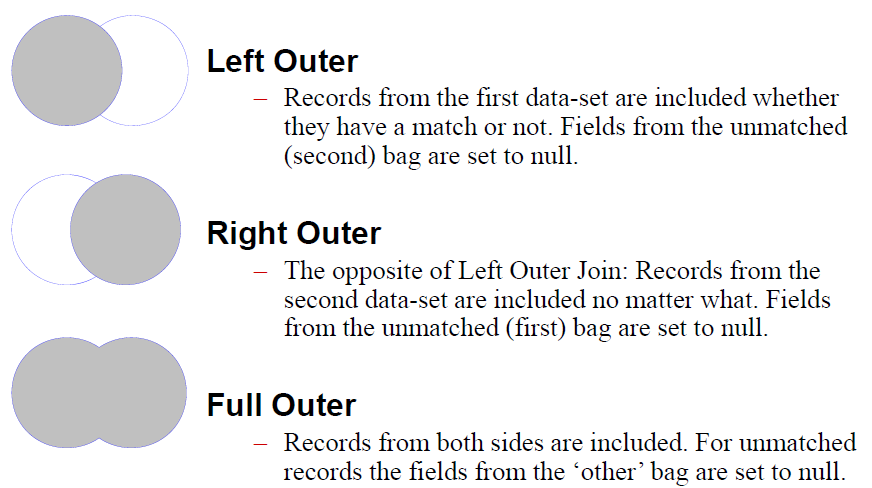 Left Outer
– Records from the first data-set are included whether
they have a match or not. Fields from the unmatched
(second) bag are set to null.
Right Outer
– The opposite of Left Outer Join: Records from the
second data-set are included no matter what. Fields
from the unmatched (first) bag are set to null.
Full Outer
– Records from both sides are included. For unmatched
records the fields from the ‘other’ bag are set to null.